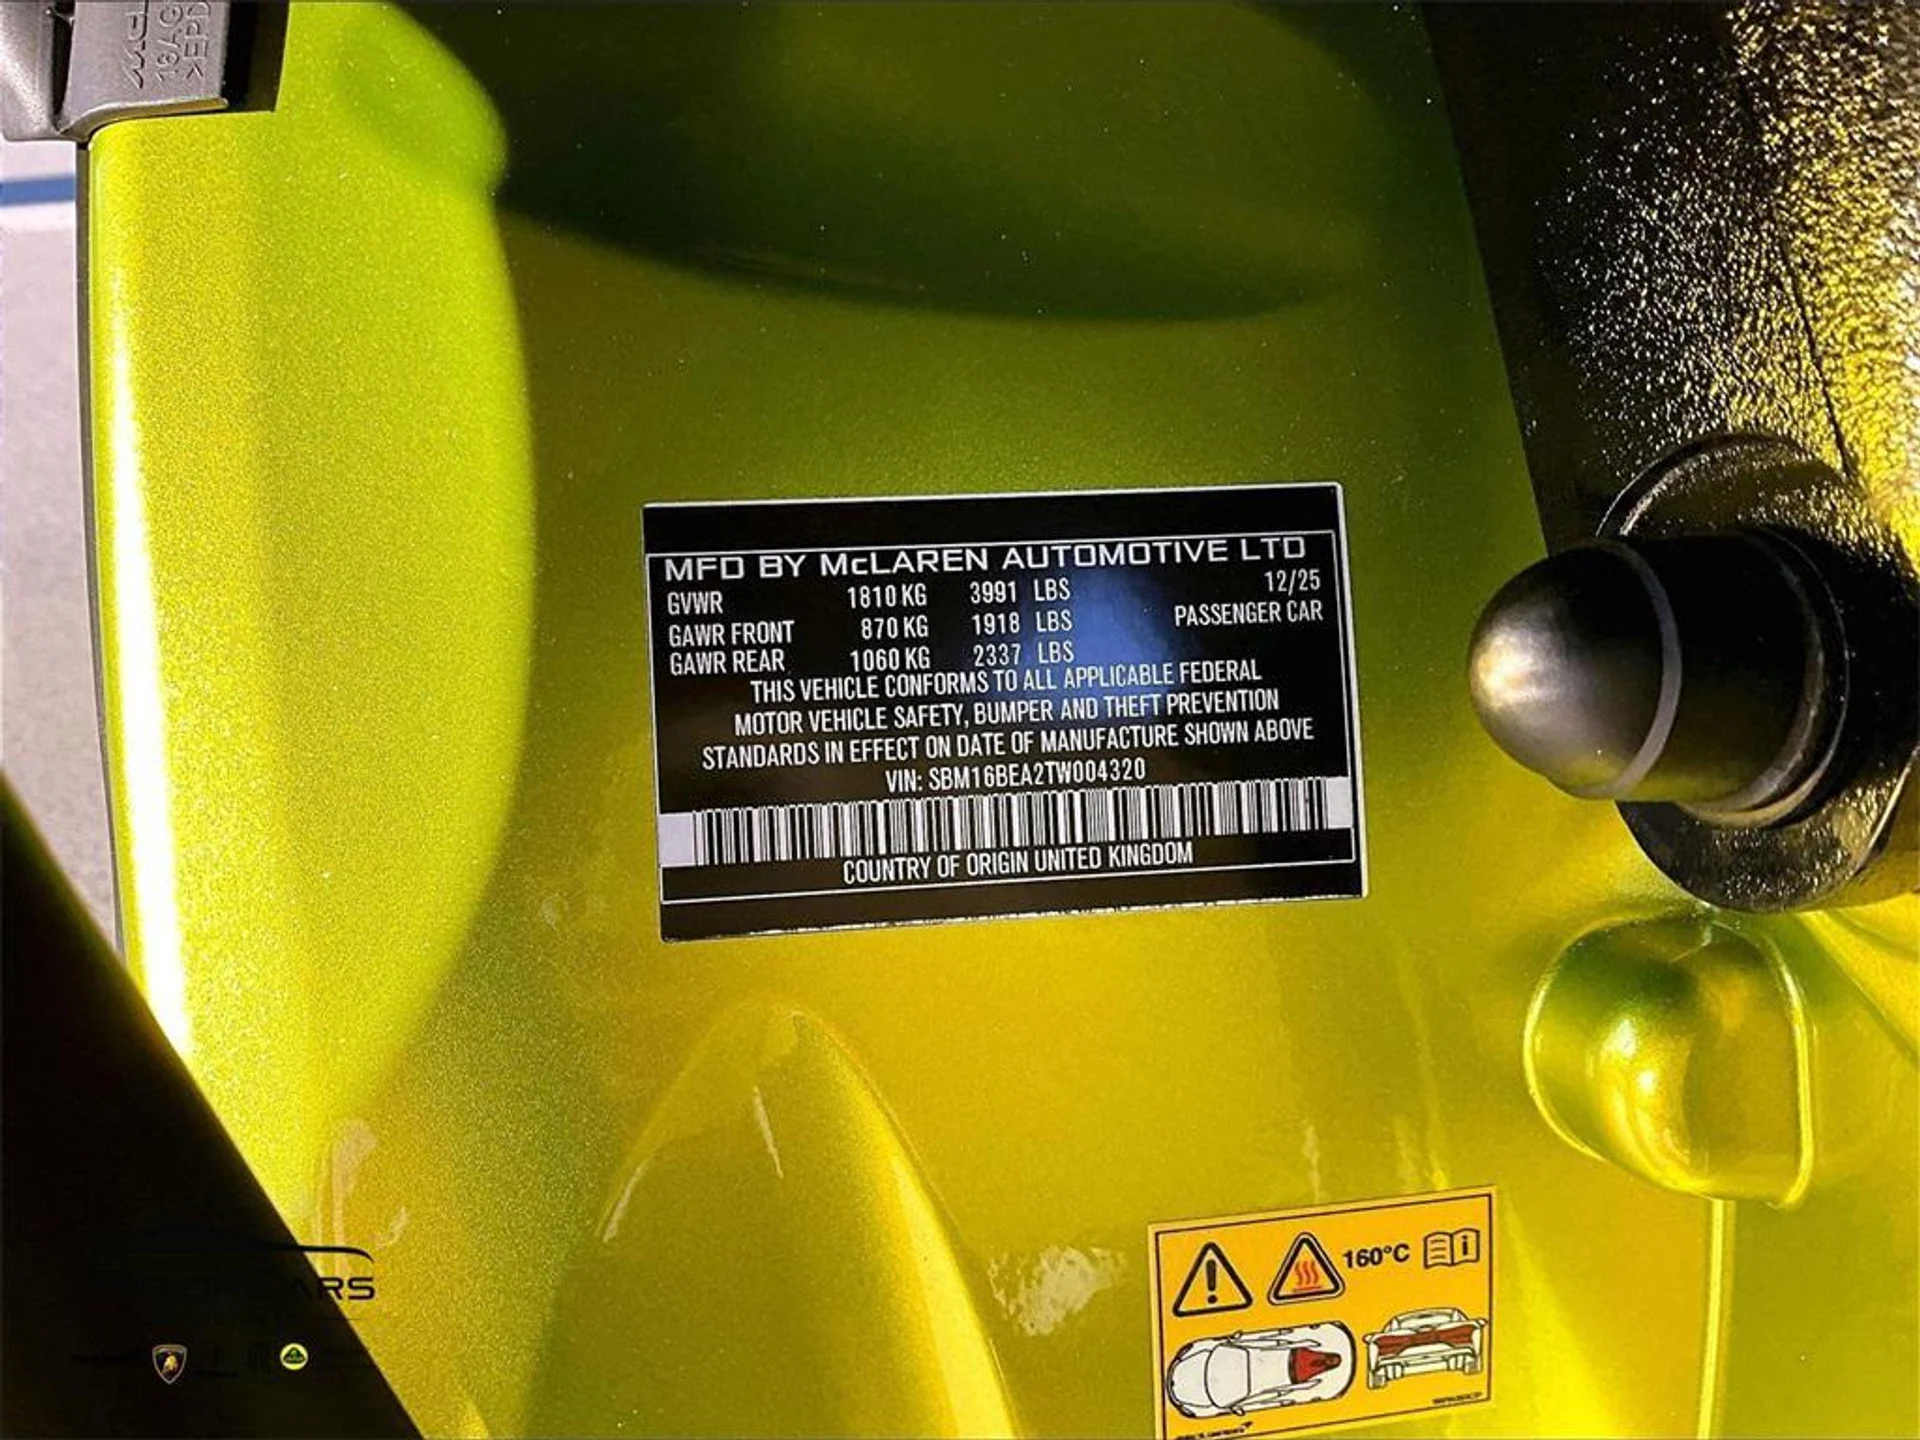 McL
18AG
>EPD
MFD BY McLAREN AUTOMOTIVE LTD
GVWR 1810 KG 3991 LBS 12/25
GAWR FRONT 870 KG 1918 LBS PASSENGER CAR
GAWR REAR 1060 KG 2337 LBS
THIS VEHICLE CONFORMS TO ALL APPLICABLE FEDERAL
MOTOR VEHICLE SAFETY, BUMPER AND THEFT PREVENTION
STANDARDS IN EFFECT ON DATE OF MANUFACTURE SHOWN ABOVE
VIN: SBM16BEA2TW004320
COUNTRY OF ORIGIN UNITED KINGDOM
160°C